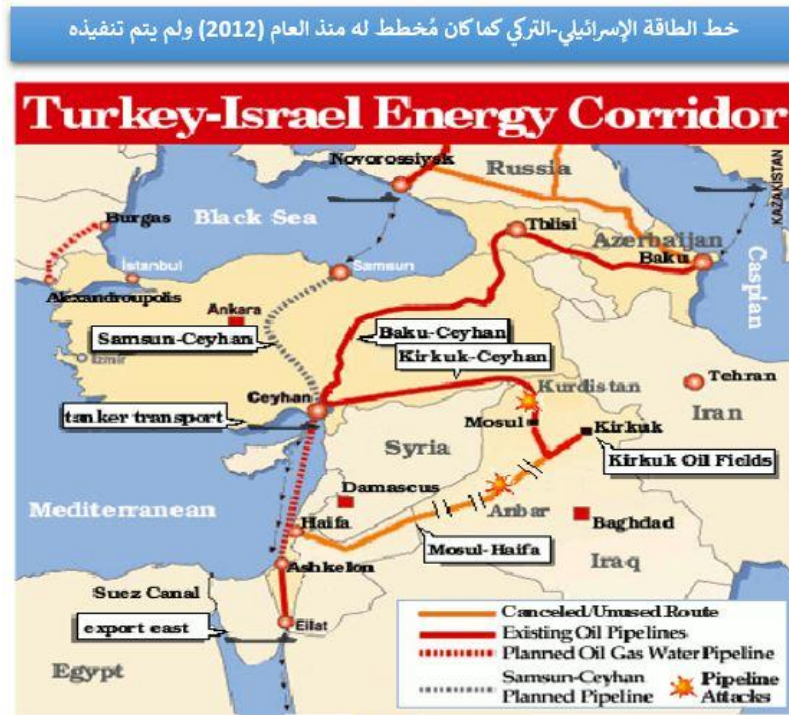 خط الطاقة الإسرائيلي-التركي كما كان مُخطط له منذ العام (2012) ولم يتم تنفيذه
Turkey-Israel Energy Corridor
Novorossiysk
Russia
KAZAKISTAN
Burgas
Black Sea
Tblisi
Azerbaijan
Baku
Caspian
İstanbul
Samsun
Alexandroupolis
Ankara
Samsun-Ceyhan
Baku-Ceyhan
İzmir
Kirkuk-Ceyhan
Tehran
Ceyhan
Kurdistan
Iran
tanker transport
Mosul
Kirkuk
Syria
Kirkuk Oil Fields
Damascus
Mediterranean
Anbar
Haifa
Baghdad
Mosul-Haifa
Iraq
Ashkelon
Suez Canal
Eilat
export east
Egypt
Canceled/Unused Route
Existing Oil Pipelines
Planned Oil Gas Water Pipeline
Samsun-Ceyhan
Planned Pipeline
Pipeline
Attacks